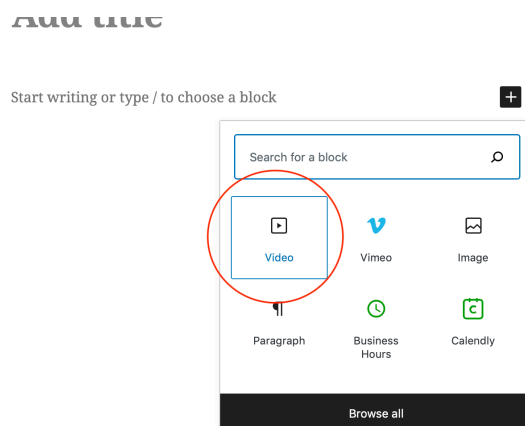 Add title
Start writing or type / to choose a block
Search for a block
Video
Vimeo
Image
Paragraph
Business
Hours
Calendly
Browse all